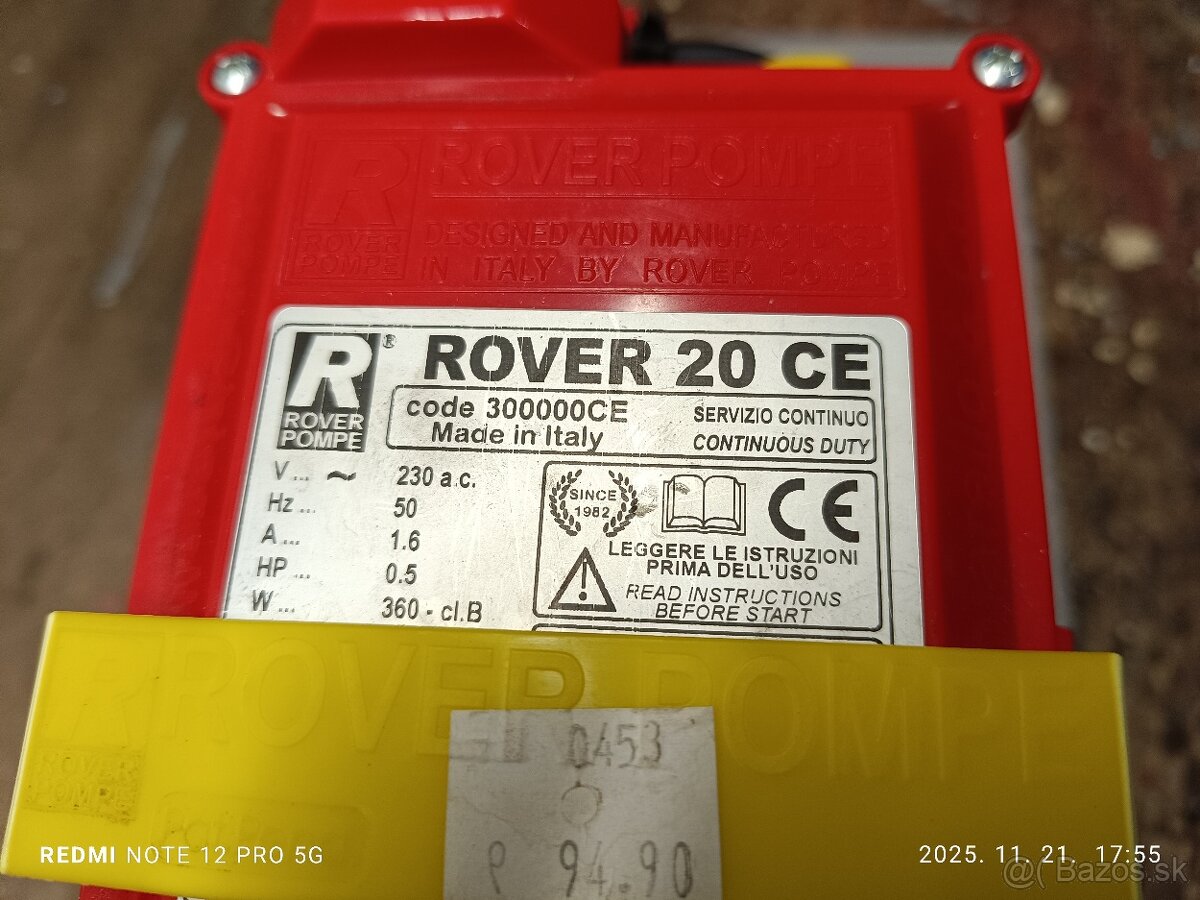 R
ROVER POMPE
ROVER
POMPE
DESIGNED AND MANUFACTURED
IN ITALY BY ROVER POMPE
R®
ROVER
POMPE
ROVER 20 CE
code 300000CE
Made in Italy
SERVIZIO CONTINUO
CONTINUOUS DUTY
V... ~ 230 a.c.
Hz... 50
A... 1.6
HP... 0.5
W... 360 - cl.B
SINCE
1982
CE
LEGGERE LE ISTRUZIONI
PRIMA DELL'USO
READ INSTRUCTIONS
BEFORE START
R ROVER POMPE
ROVER
POMPE
0453
94.90
REDMI NOTE 12 PRO 5G
2025. 11. 21. 17:55
Bazos.sk